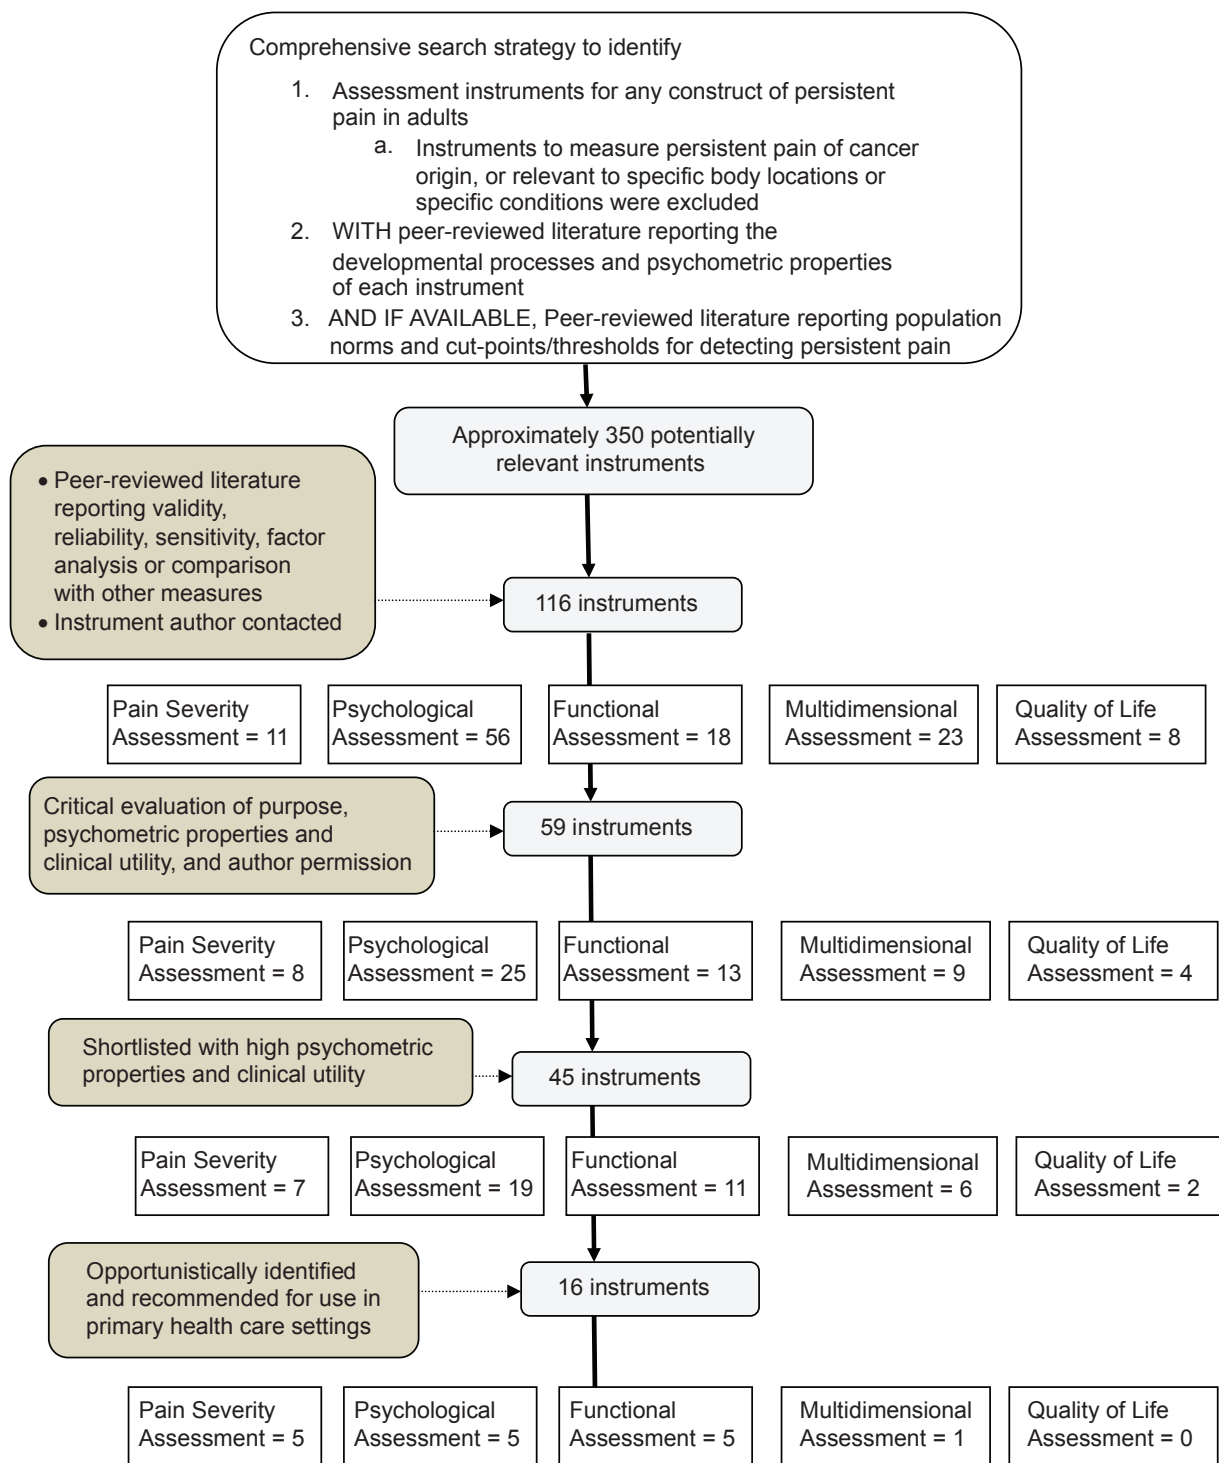 Comprehensive search strategy to identify
1. Assessment instruments for any construct of persistent
pain in adults
a. Instruments to measure persistent pain of cancer
origin, or relevant to specific body locations or
specific conditions were excluded
2. WITH peer-reviewed literature reporting the
developmental processes and psychometric properties
of each instrument
3. AND IF AVAILABLE, Peer-reviewed literature reporting population
norms and cut-points/thresholds for detecting persistent pain
Approximately 350 potentially
relevant instruments
• Peer-reviewed literature
reporting validity,
reliability, sensitivity, factor
analysis or comparison
with other measures
• Instrument author contacted
116 instruments
Pain Severity
Assessment = 11
Psychological
Assessment = 56
Functional
Assessment = 18
Multidimensional
Assessment = 23
Quality of Life
Assessment = 8
Critical evaluation of purpose,
psychometric properties and
clinical utility, and author permission
59 instruments
Pain Severity
Assessment = 8
Psychological
Assessment = 25
Functional
Assessment = 13
Multidimensional
Assessment = 9
Quality of Life
Assessment = 4
Shortlisted with high psychometric
properties and clinical utility
45 instruments
Pain Severity
Assessment = 7
Psychological
Assessment = 19
Functional
Assessment = 11
Multidimensional
Assessment = 6
Quality of Life
Assessment = 2
Opportunistically identified
and recommended for use in
primary health care settings
16 instruments
Pain Severity
Assessment = 5
Psychological
Assessment = 5
Functional
Assessment = 5
Multidimensional
Assessment = 1
Quality of Life
Assessment = 0